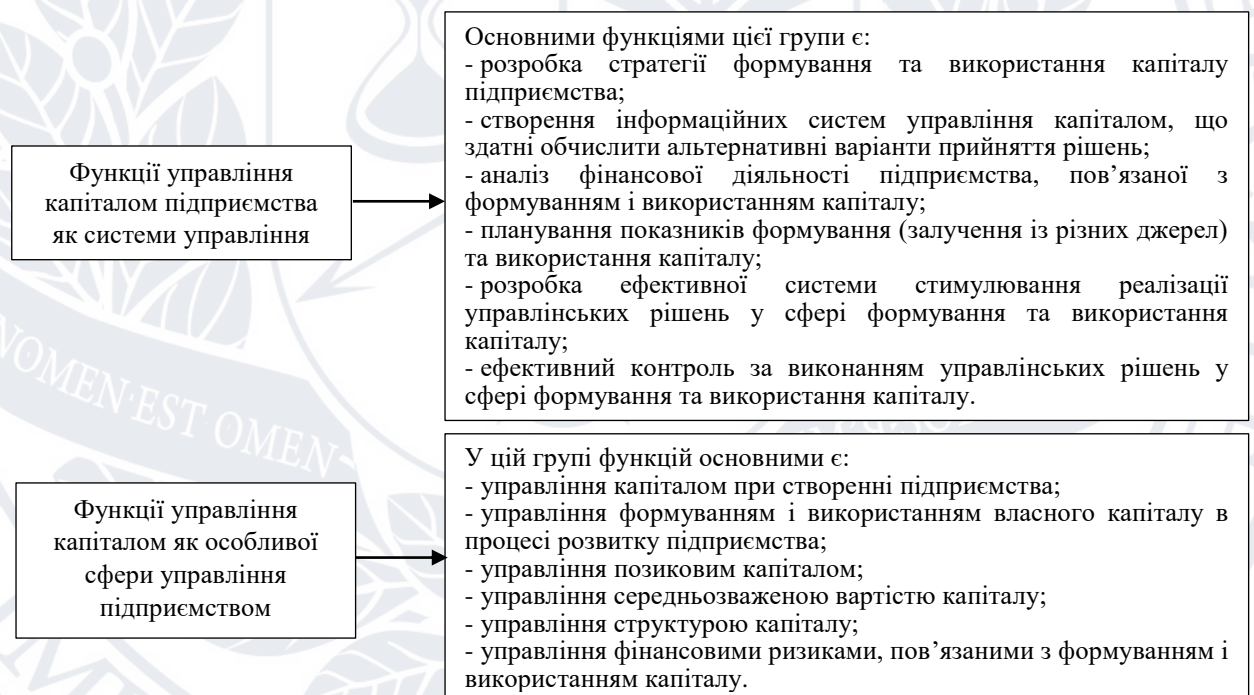 Функції управління
капіталом підприємства
як системи управління
Основними функціями цієї групи є:
- розробка стратегії формування та використання капіталу
підприємства;
- створення інформаційних систем управління капіталом, що
здатні обчислити альтернативні варіанти прийняття рішень;
- аналіз фінансової діяльності підприємства, пов’язаної з
формуванням і використанням капіталу;
- планування показників формування (залучення із різних джерел)
та використання капіталу;
- розробка ефективної системи стимулювання реалізації
управлінських рішень у сфері формування та використання
капіталу;
- ефективний контроль за виконанням управлінських рішень у
сфері формування та використання капіталу.
Функції управління
капіталом як особливої
сфери управління
підприємством
У цій групі функцій основними є:
- управління капіталом при створенні підприємства;
- управління формуванням і використанням власного капіталу в
процесі розвитку підприємства;
- управління позиковим капіталом;
- управління середньозваженою вартістю капіталу;
- управління структурою капіталу;
- управління фінансовими ризиками, пов’язаними з формуванням і
використанням капіталу.
NOMEN·EST·OMEN